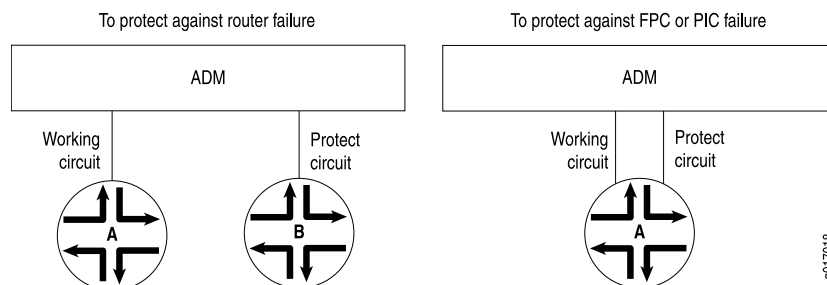 To protect against router failure
ADM
Working
circuit
Protect
circuit
A
B
To protect against FPC or PIC failure
ADM
Working
circuit
Protect
circuit
A
g017018